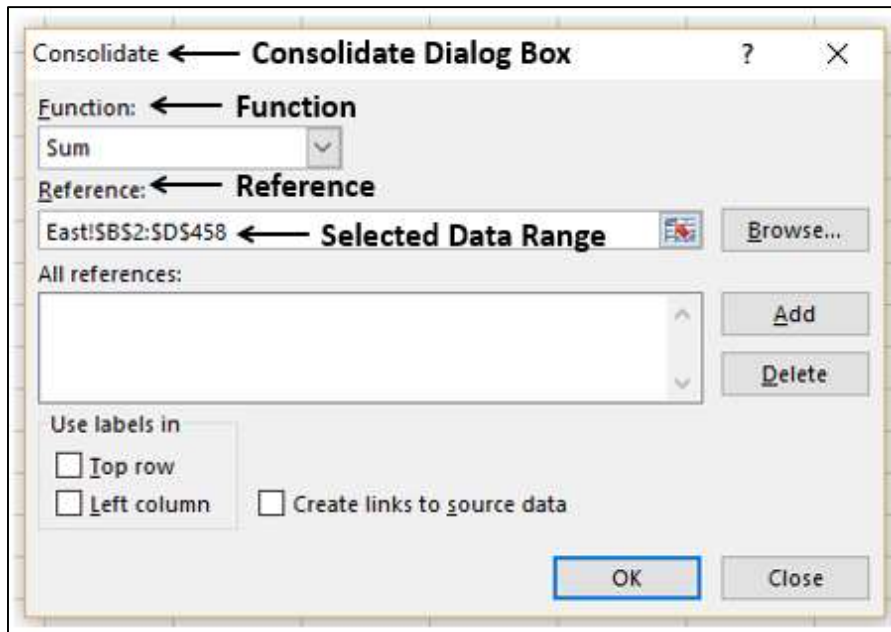 Consolidate Consolidate Dialog Box ?
Function: Function
Sum
Reference: Reference
East!$B$2:$D$458 Selected Data Range Browse...
All references:
Add
Delete
Use labels in
Top row
Left column Create links to source data
OK Close